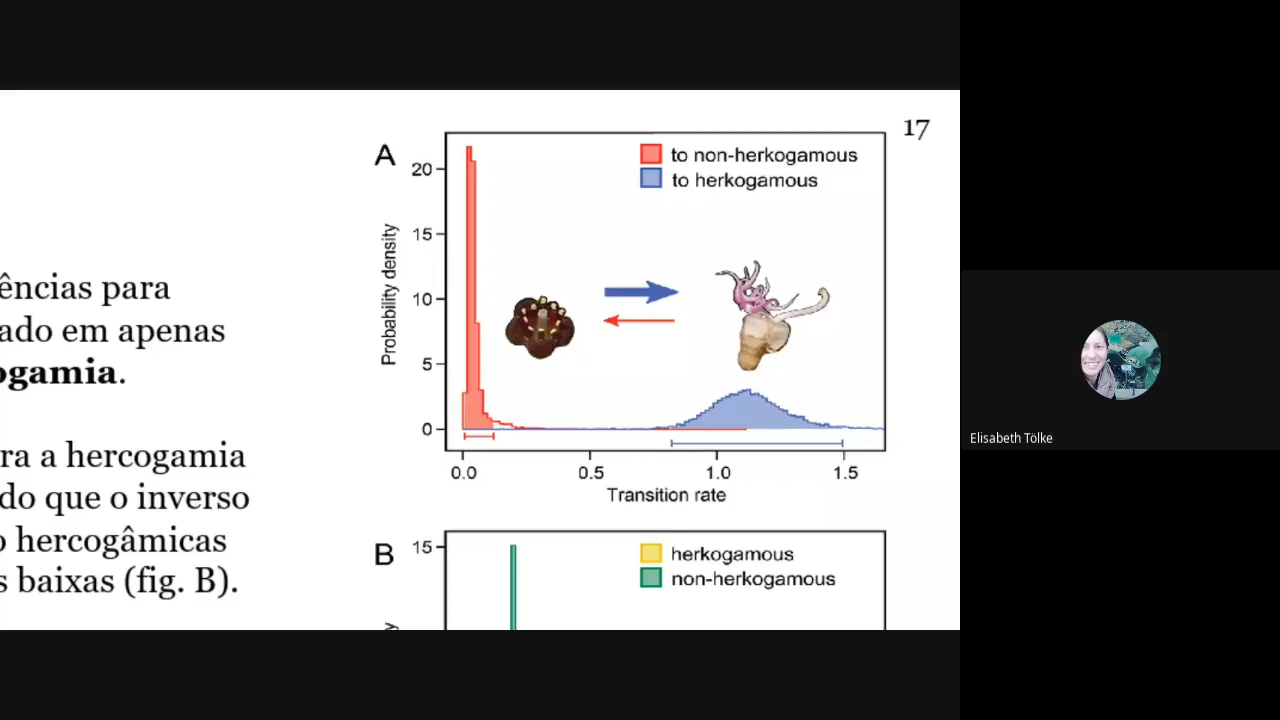 17
ências para
ado em apenas
ogamia.
ra a hercogamia
do que o inverso
o hercogâmicas
s baixas (fig. B).
A
to non-herkogamous
to herkogamous
Probability density
20
15
10
5
0
0.0 0.5 1.0 1.5
Transition rate
B
15
herkogamous
non-herkogamous
y
Elisabeth Tölke